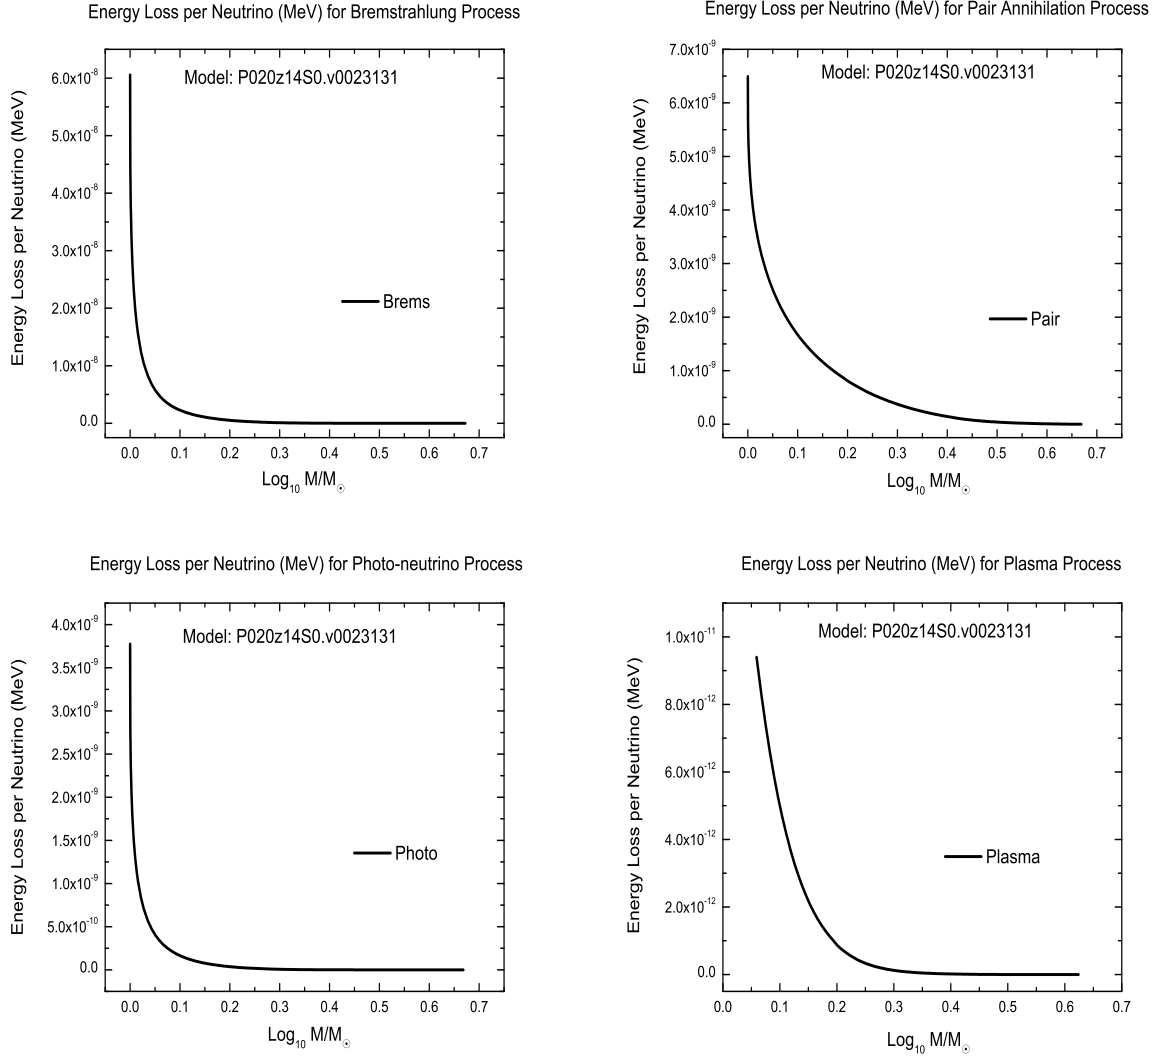 Energy Loss per Neutrino (MeV) for Bremstrahlung Process
Energy Loss per Neutrino (MeV)
6.0x10⁻⁸
5.0x10⁻⁸
4.0x10⁻⁸
3.0x10⁻⁸
2.0x10⁻⁸
1.0x10⁻⁸
0.0
Model: P020z14S0.v0023131
Brems
0.0 0.1 0.2 0.3 0.4 0.5 0.6 0.7
Log₁₀ M/M☉
Energy Loss per Neutrino (MeV) for Pair Annihilation Process
Energy Loss per Neutrino (MeV)
7.0x10⁻⁹
6.0x10⁻⁹
5.0x10⁻⁹
4.0x10⁻⁹
3.0x10⁻⁹
2.0x10⁻⁹
1.0x10⁻⁹
0.0
Model: P020z14S0.v0023131
Pair
0.0 0.1 0.2 0.3 0.4 0.5 0.6 0.7
Log₁₀ M/M☉
Energy Loss per Neutrino (MeV) for Photo-neutrino Process
Energy Loss per Neutrino (MeV)
4.0x10⁻⁹
3.5x10⁻⁹
3.0x10⁻⁹
2.5x10⁻⁹
2.0x10⁻⁹
1.5x10⁻⁹
1.0x10⁻⁹
5.0x10⁻¹⁰
0.0
Model: P020z14S0.v0023131
Photo
0.0 0.1 0.2 0.3 0.4 0.5 0.6 0.7
Log₁₀ M/M☉
Energy Loss per Neutrino (MeV) for Plasma Process
Energy Loss per Neutrino (MeV)
1.0x10⁻¹¹
8.0x10⁻¹²
6.0x10⁻¹²
4.0x10⁻¹²
2.0x10⁻¹²
0.0
Model: P020z14S0.v0023131
Plasma
0.0 0.1 0.2 0.3 0.4 0.5 0.6 0.7
Log₁₀ M/M☉